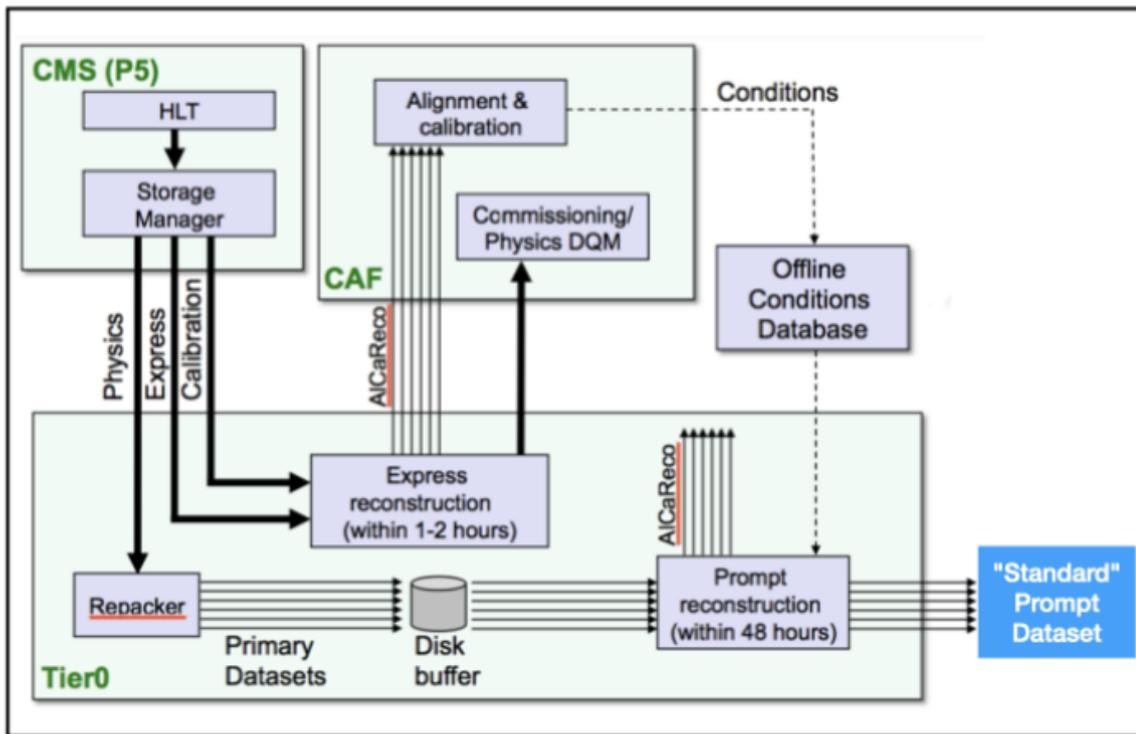 CMS (P5)
HLT
Storage
Manager
Alignment &
calibration
Commissioning/
Physics DQM
CAF
Conditions
Offline
Conditions
Database
Physics
Express
Calibration
AlCaReco
Express
reconstruction
(within 1-2 hours)
AlCaReco
Repacker
Primary
Datasets
Disk
buffer
Prompt
reconstruction
(within 48 hours)
"Standard"
Prompt
Dataset
Tier0